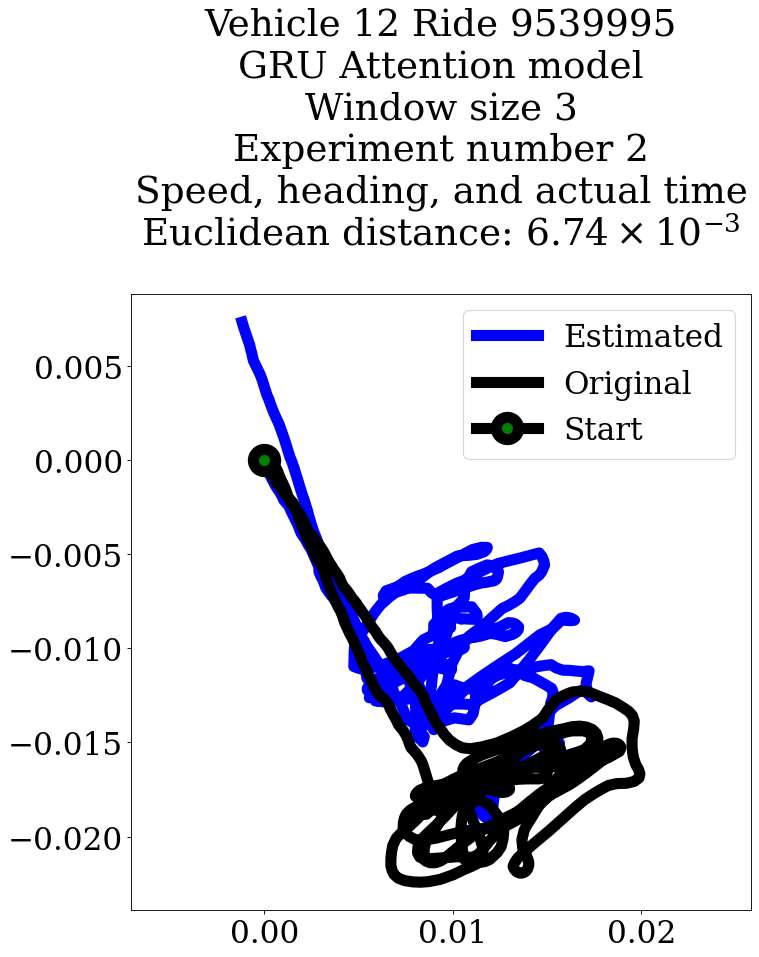 Vehicle 12 Ride 9539995
GRU Attention model
Window size 3
Experiment number 2
Speed, heading, and actual time
Euclidean distance: 6.74 × 10⁻³
Estimated
Original
Start
0.005
0.000
−0.005
−0.010
−0.015
−0.020
0.00
0.01
0.02